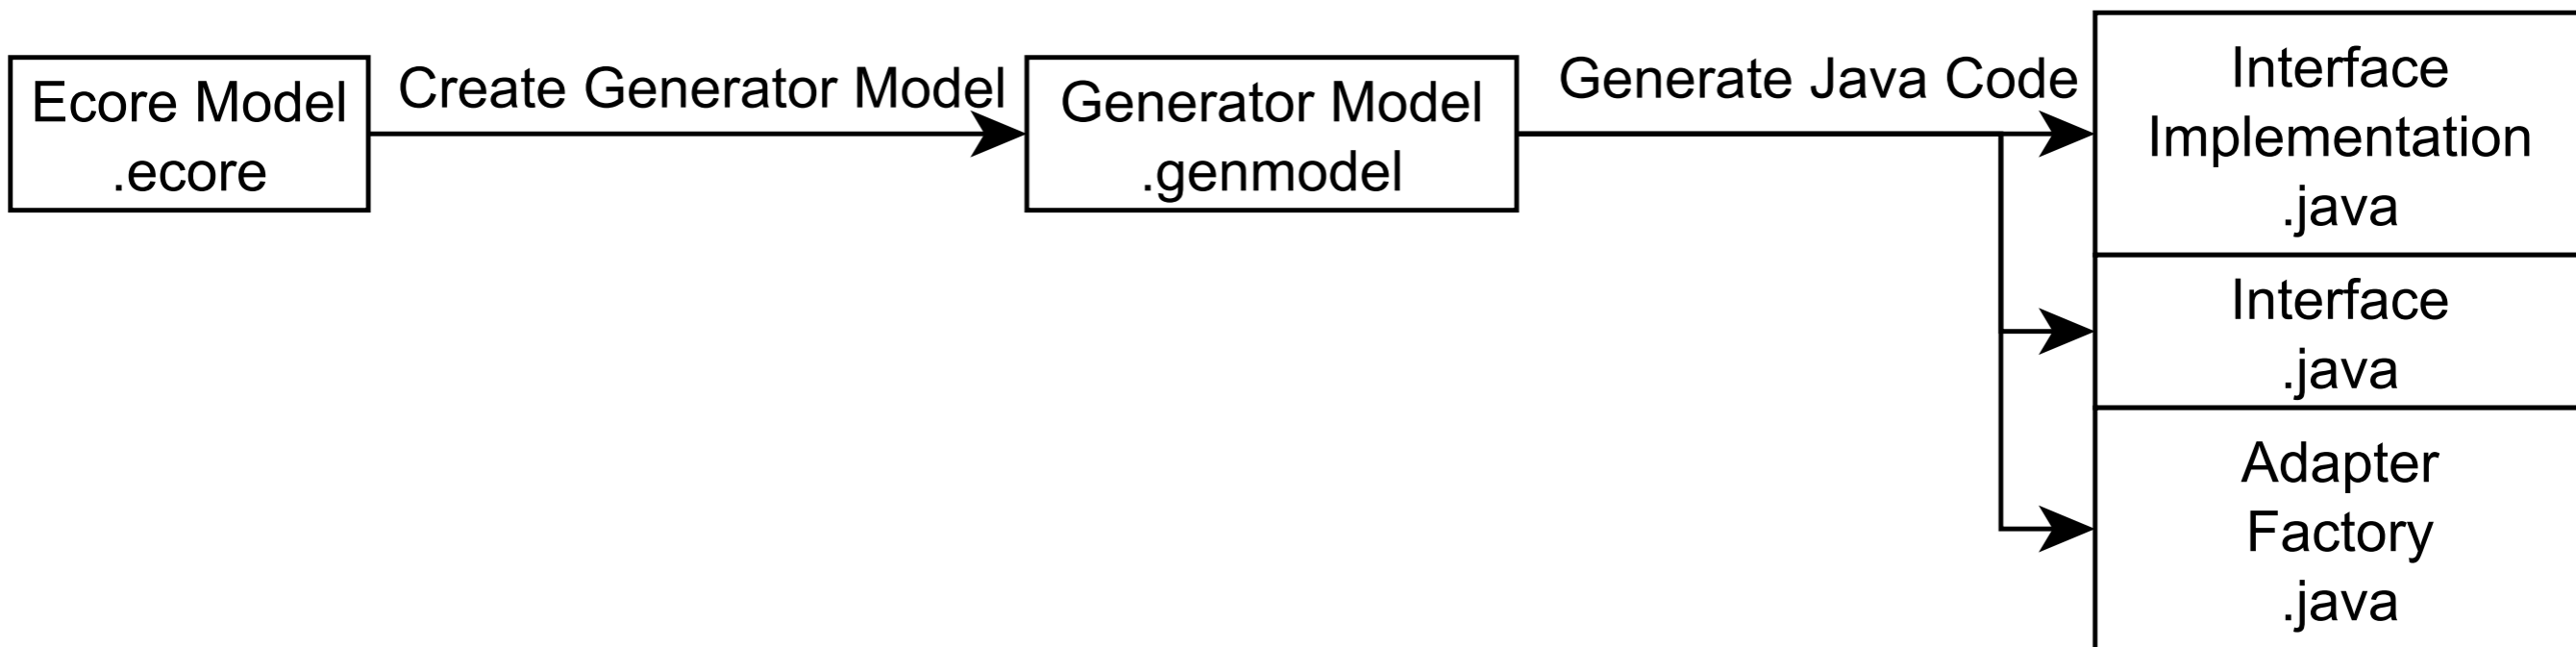 Ecore Model
.ecore
Create Generator Model
Generator Model
.genmodel
Generate Java Code
Interface
Implementation
.java
Interface
.java
Adapter
Factory
.java